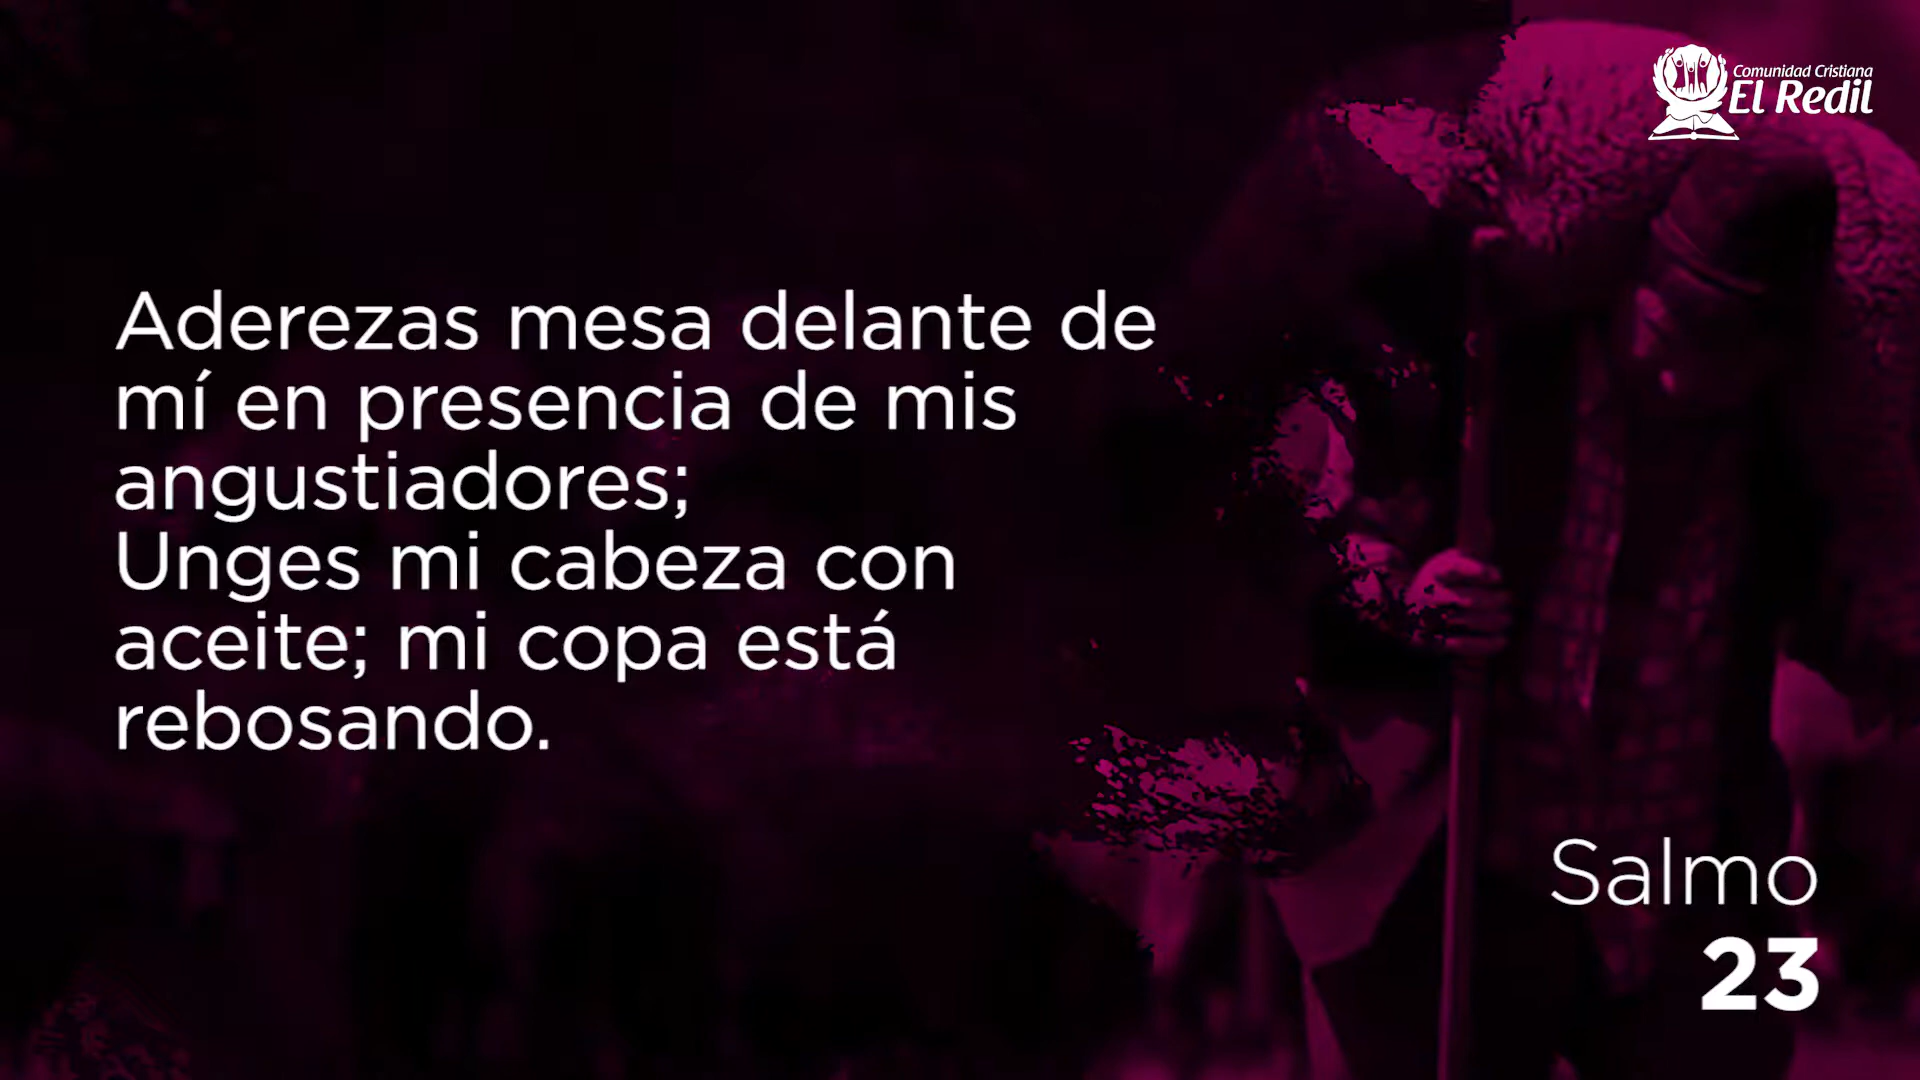 Comunidad Cristiana
El Redil
Aderezas mesa delante de
mí en presencia de mis
angustiadores;
Unges mi cabeza con
aceite; mi copa está
rebosando.
Salmo
23